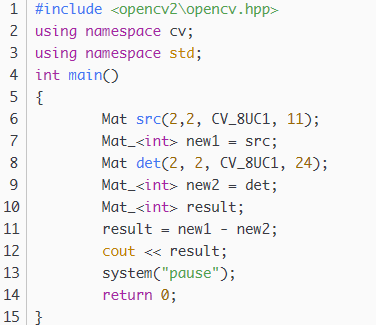 1 #include <opencv2\opencv.hpp>
2 using namespace cv;
3 using namespace std;
4 int main()
5 {
6 Mat src(2,2, CV_8UC1, 11);
7 Mat_<int> new1 = src;
8 Mat det(2, 2, CV_8UC1, 24);
9 Mat_<int> new2 = det;
10 Mat_<int> result;
11 result = new1 - new2;
12 cout << result;
13 system("pause");
14 return 0;
15 }